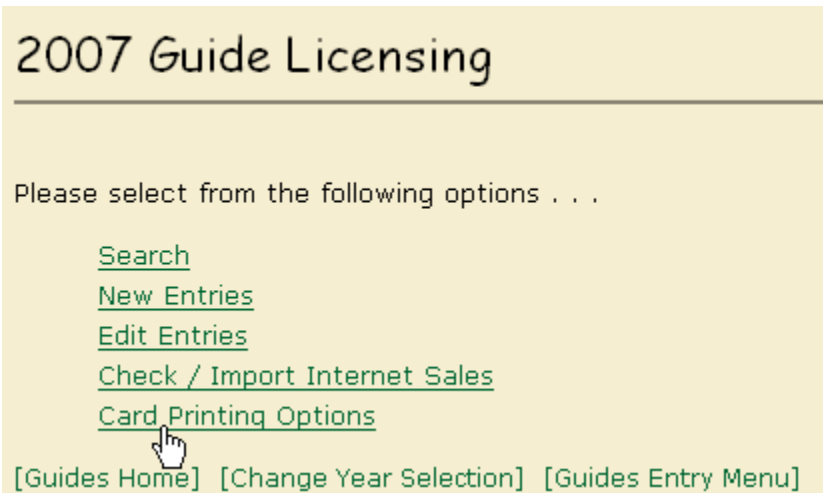 2007 Guide Licensing
Please select from the following options . . .
Search
New Entries
Edit Entries
Check / Import Internet Sales
Card Printing Options
[Guides Home] [Change Year Selection] [Guides Entry Menu]